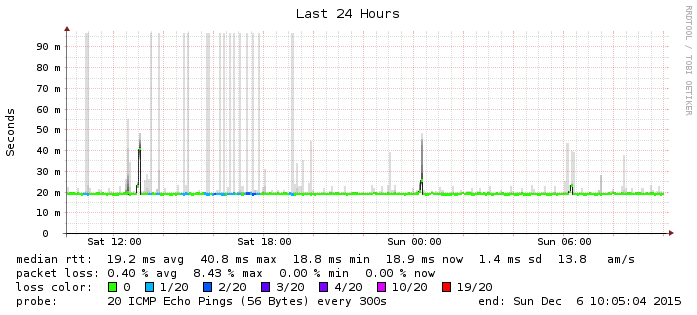 Last 24 Hours
RRDTOOL / TOBI OETIKER
Seconds
90 m
80 m
70 m
60 m
50 m
40 m
30 m
20 m
10 m
0
Sat 12:00 Sat 18:00 Sun 00:00 Sun 06:00
median rtt: 19.2 ms avg 40.8 ms max 18.8 ms min 18.9 ms now 1.4 ms sd 13.8 am/s
packet loss: 0.40 % avg 8.43 % max 0.00 % min 0.00 % now
loss color: 0 1/20 2/20 3/20 4/20 10/20 19/20
probe: 20 ICMP Echo Pings (56 Bytes) every 300s end: Sun Dec 6 10:05:04 2015